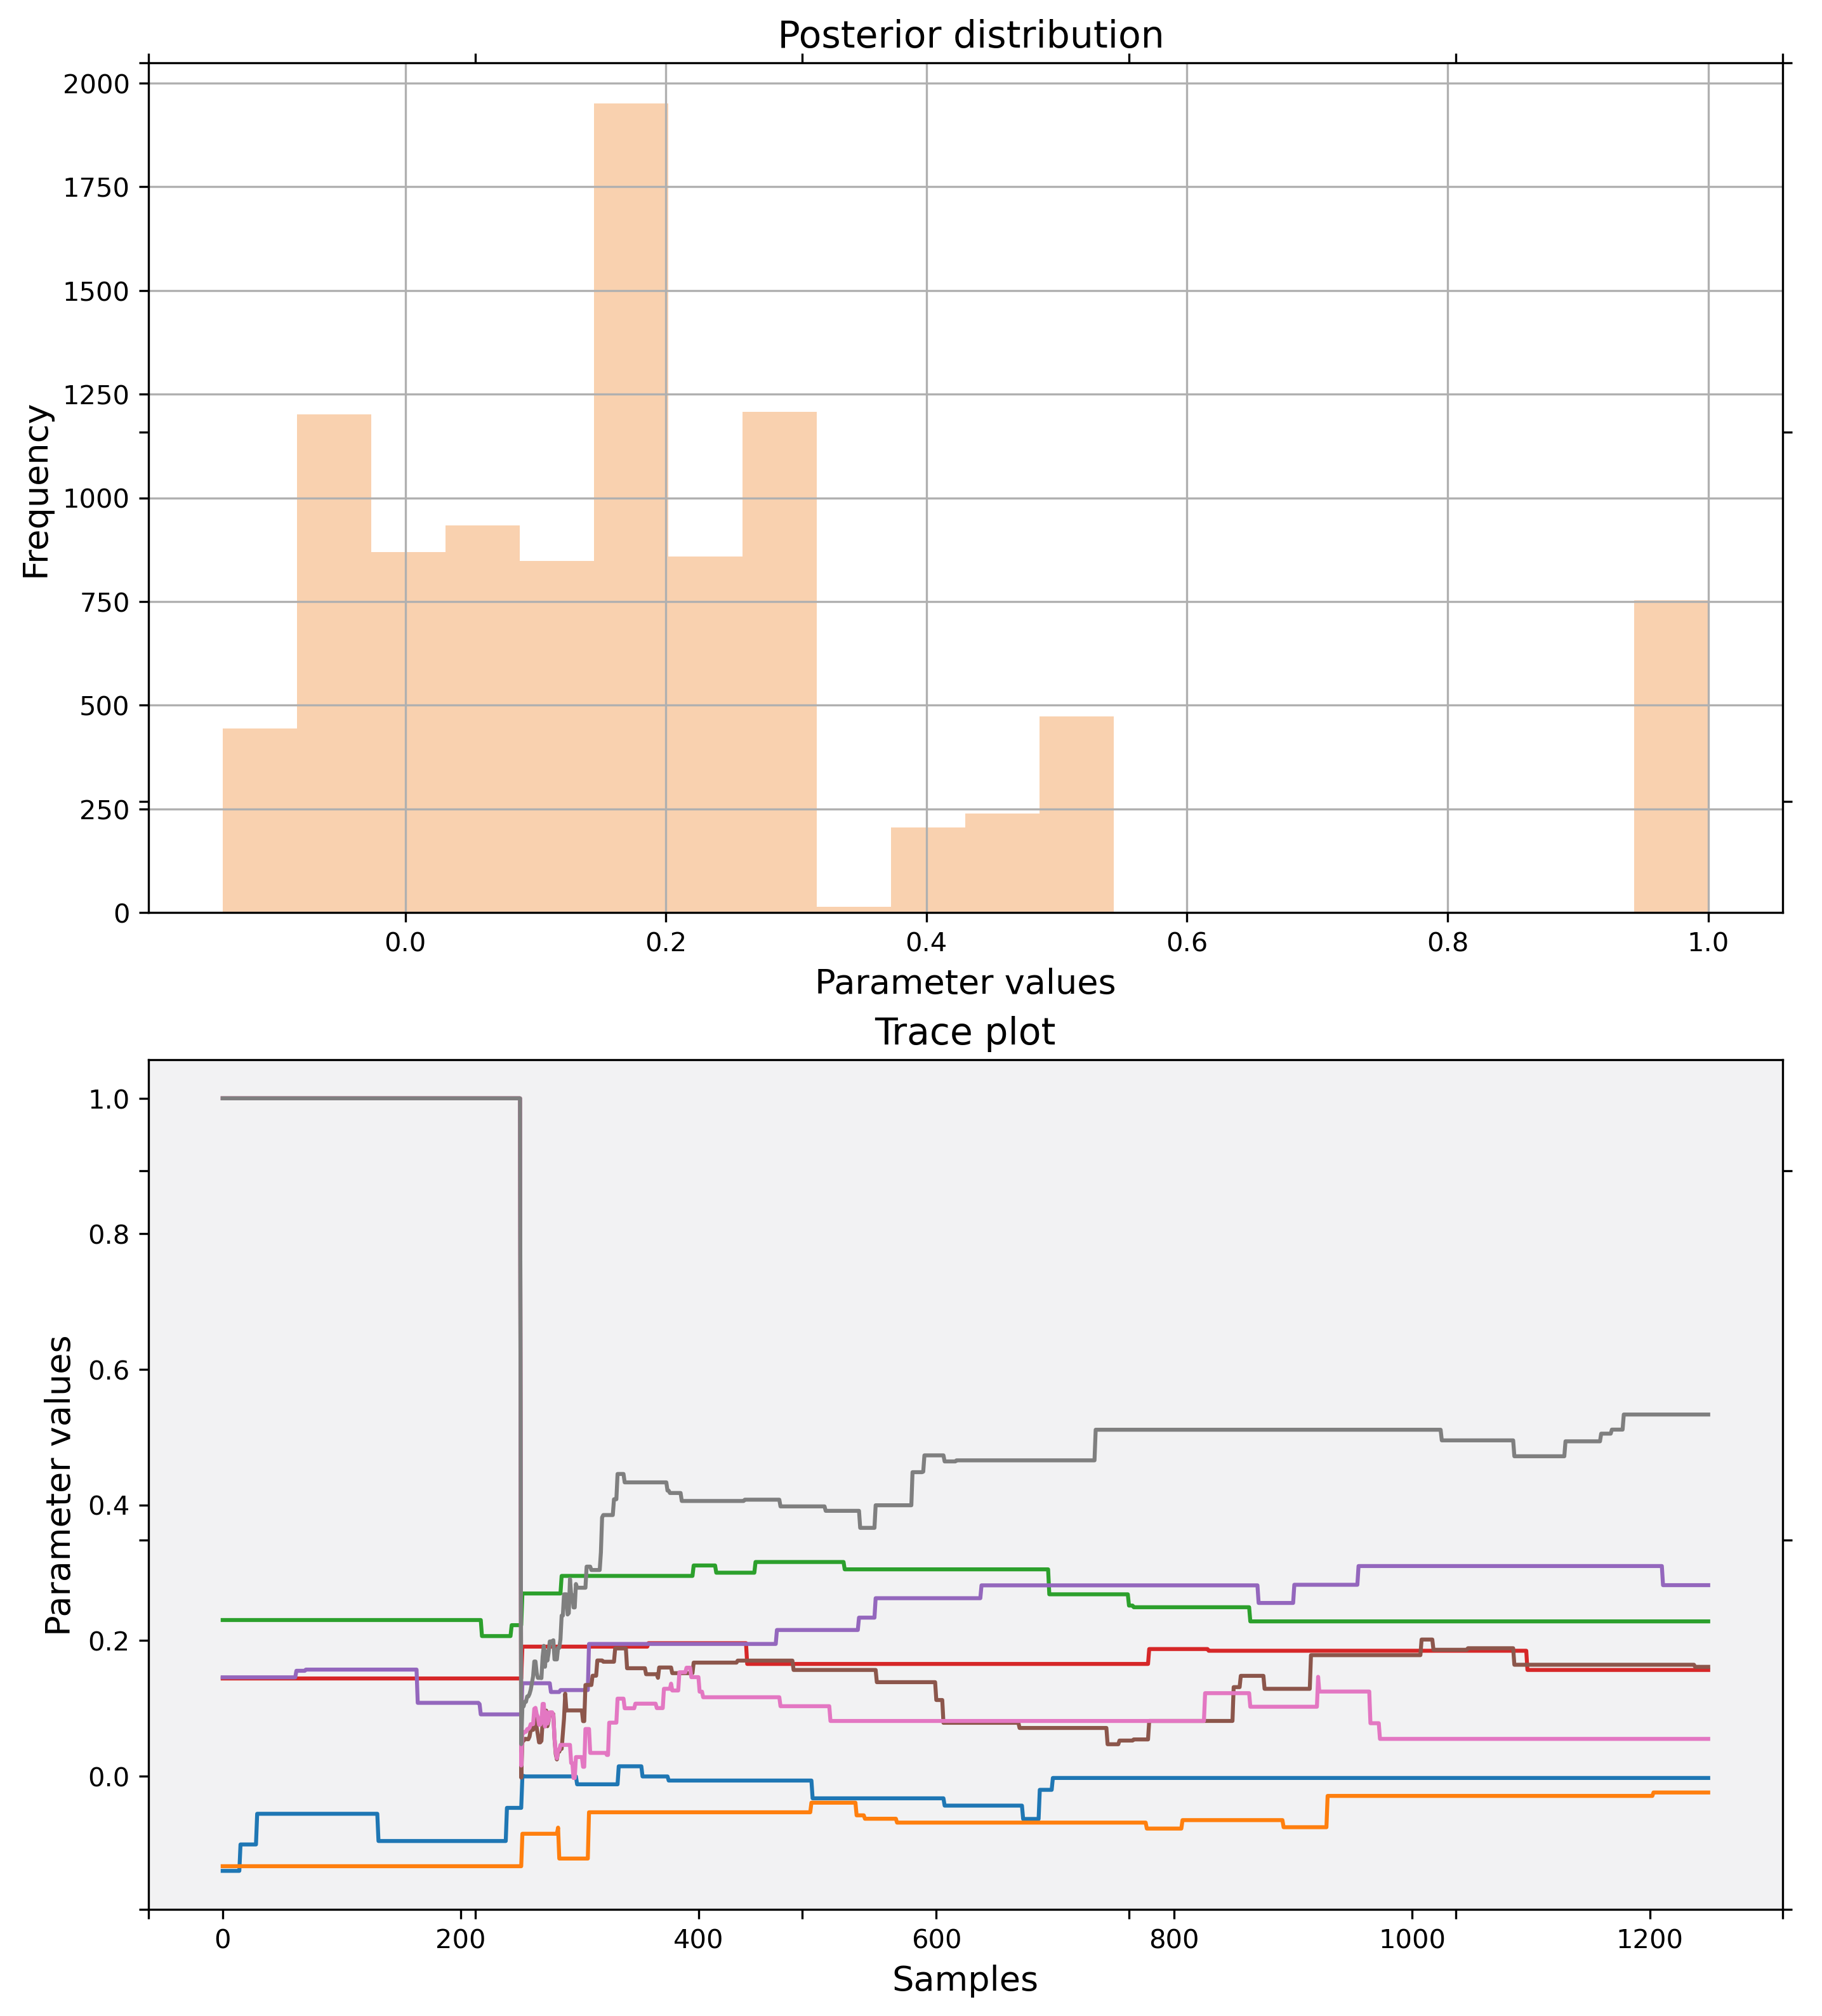 Posterior distribution
2000
1750
1500
1250
1000
750
500
250
0
Frequency
0.0 0.2 0.4 0.6 0.8 1.0
Parameter values
Trace plot
1.0
0.8
0.6
0.4
0.2
0.0
Parameter values
0 200 400 600 800 1000 1200
Samples